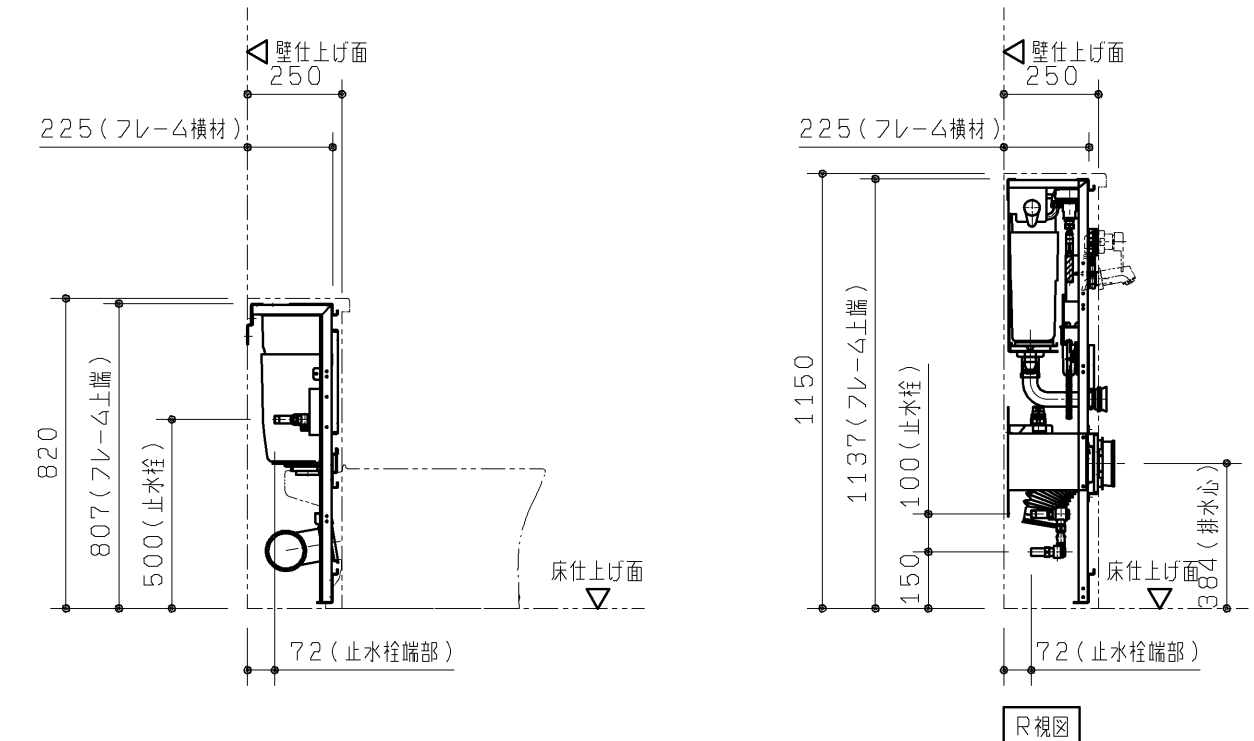 壁仕上げ面
250
225(フレーム横材)
820
807(フレーム上端)
500(止水栓)
床仕上げ面
72(止水栓端部)
壁仕上げ面
250
225(フレーム横材)
1150
1137(フレーム上端)
100(止水栓)
150
床仕上げ面
384(排水心)
72(止水栓端部)
R視図